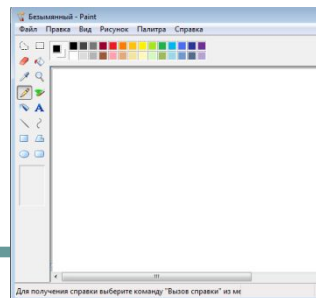 Безымянный - Paint
Файл Правка Вид Рисунок Палитра Справка
A
Для получения справки выберите команду "Вызов справки" из ме